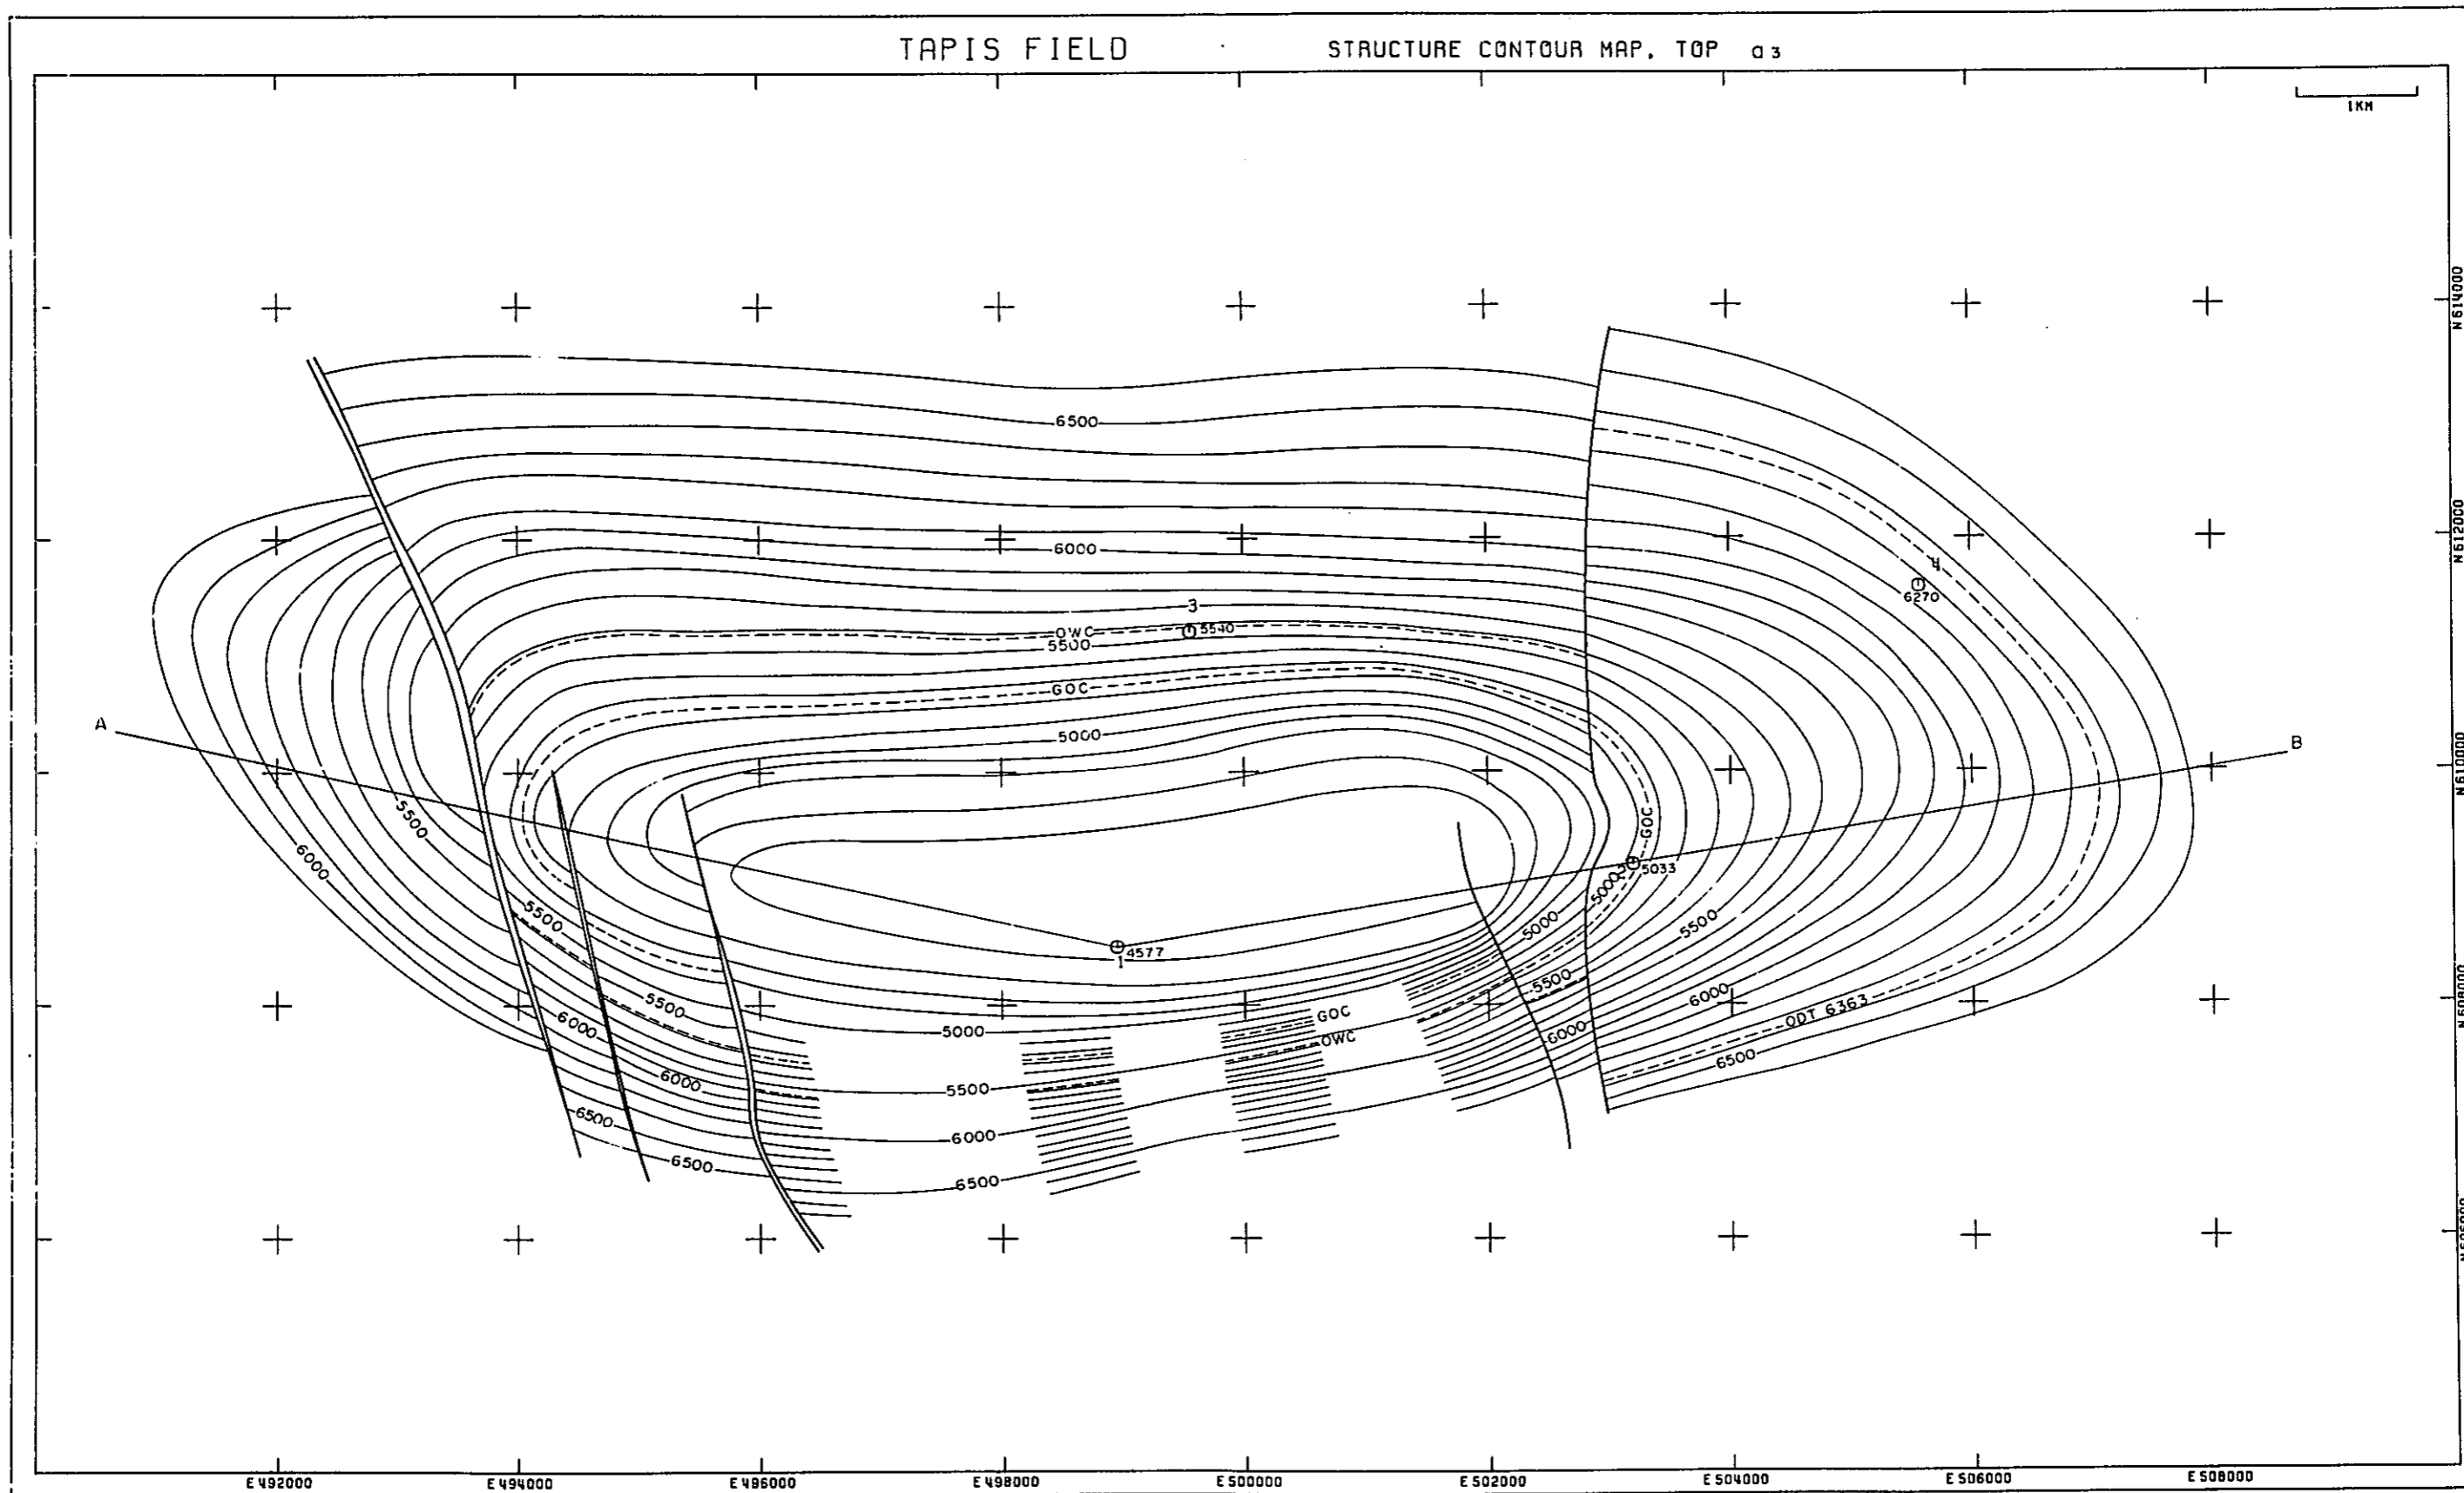 TAPIS FIELD
STRUCTURE CONTOUR MAP, TOP a3
1KM
N614000
6500
N612000
6000
4
6270
3
OWC
5540
5500
GOC
A
5000
B
N610000
5500
GOC
6000
2
5033
5000
5500
5000
5500
4577
1
N608000
5500
5500
6000
ODT 6363
GOC
6000
5000
OWC
6000
6500
6000
5500
6500
6000
6500
6500
N606000
E492000
E494000
E496000
E498000
E500000
E502000
E504000
E506000
E508000